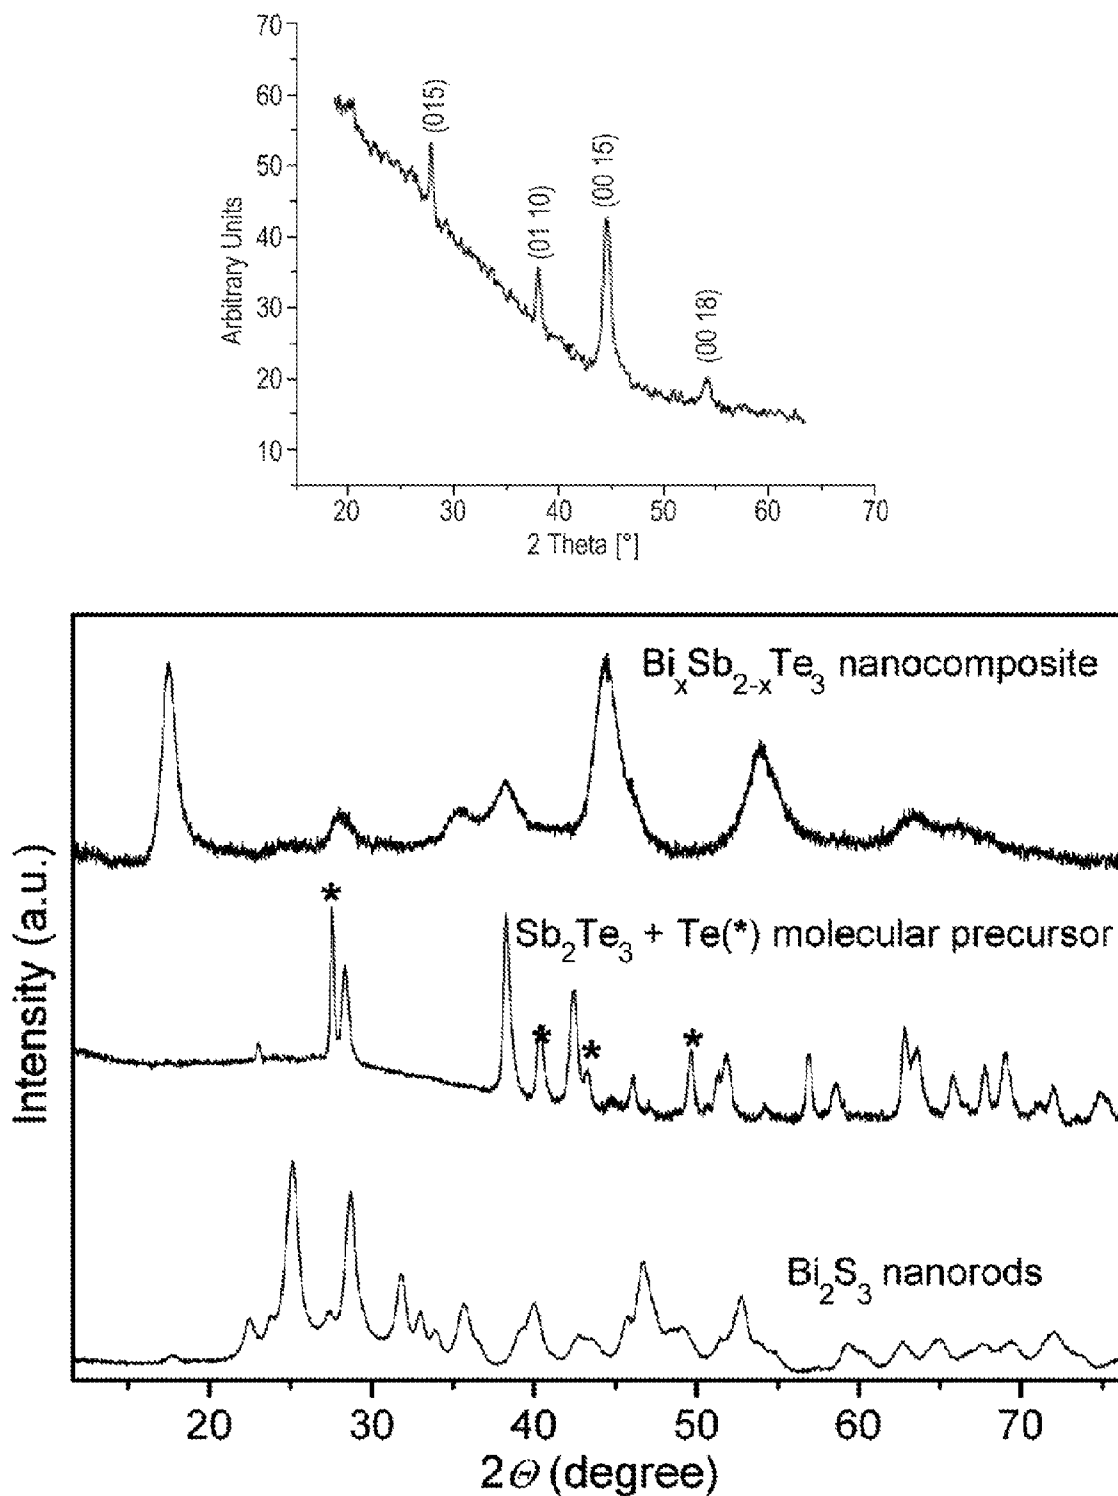 70
60
50
40
30
20
10
Arbitrary Units
(015)
(01 10)
(00 15)
(00 18)
20 30 40 50 60 70
2 Theta [°]
BiₓSb₂₋ₓTe₃ nanocomposite
*
Sb₂Te₃ + Te(*) molecular precursor
* * *
Bi₂S₃ nanorods
Intensity (a.u.)
20 30 40 50 60 70
2Θ (degree)